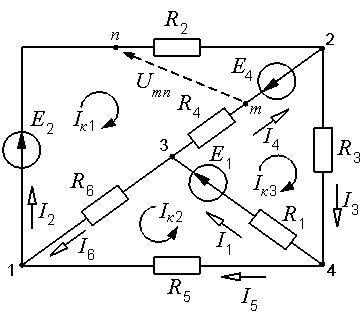 n
R₂
2
E₄
Uₘₙ
E₂
Iк1
R₄
m
I₄
R₃
3
E₁
R₆
Iк3
I₂
Iк2
I₃
I₆
I₁
R₁
1
4
R₅
I₅